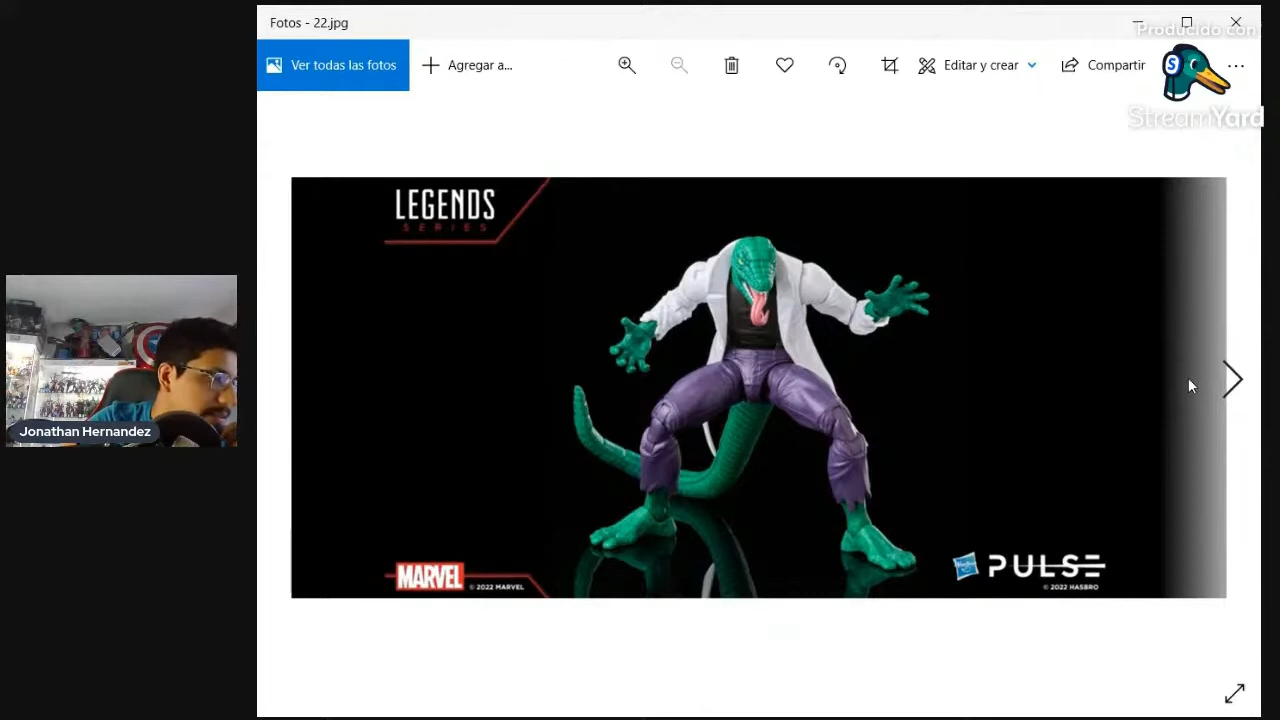 Fotos - 22.jpg
Producido con
Ver todas las fotos
Agregar a...
Editar y crear
Compartir
S
StreamYard
LEGENDS
SERIES
Jonathan Hernandez
MARVEL
© 2022 MARVEL
Hasbro
PULSE
© 2022 HASBRO